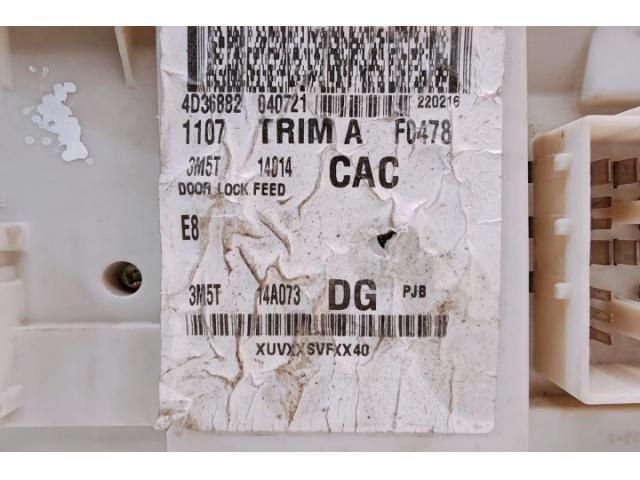 4D36882 040721 220216
1107 TRIM A F0478
3M5T 14014 CAC
DOOR LOCK FEED
E8
3M5T 14A073 DG PJB
XUVXXSVFXX40